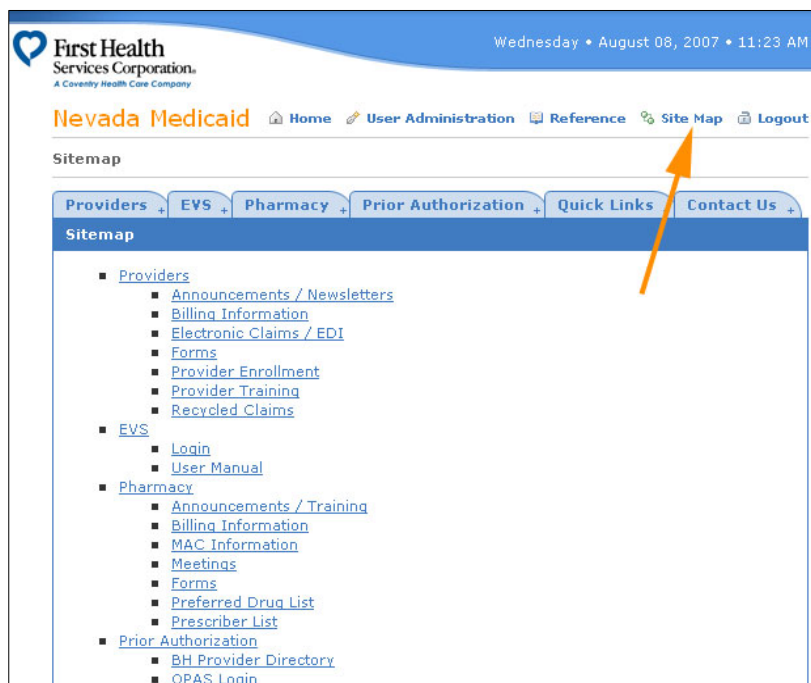 First Health
Services Corporation®
A Coventry Health Care Company
Wednesday • August 08, 2007 • 11:23 AM
Nevada Medicaid Home User Administration Reference Site Map Logout
Sitemap
Providers + EVS + Pharmacy + Prior Authorization + Quick Links Contact Us +
Sitemap
Providers
Announcements / Newsletters
Billing Information
Electronic Claims / EDI
Forms
Provider Enrollment
Provider Training
Recycled Claims
EVS
Login
User Manual
Pharmacy
Announcements / Training
Billing Information
MAC Information
Meetings
Forms
Preferred Drug List
Prescriber List
Prior Authorization
BH Provider Directory
OPAS Login